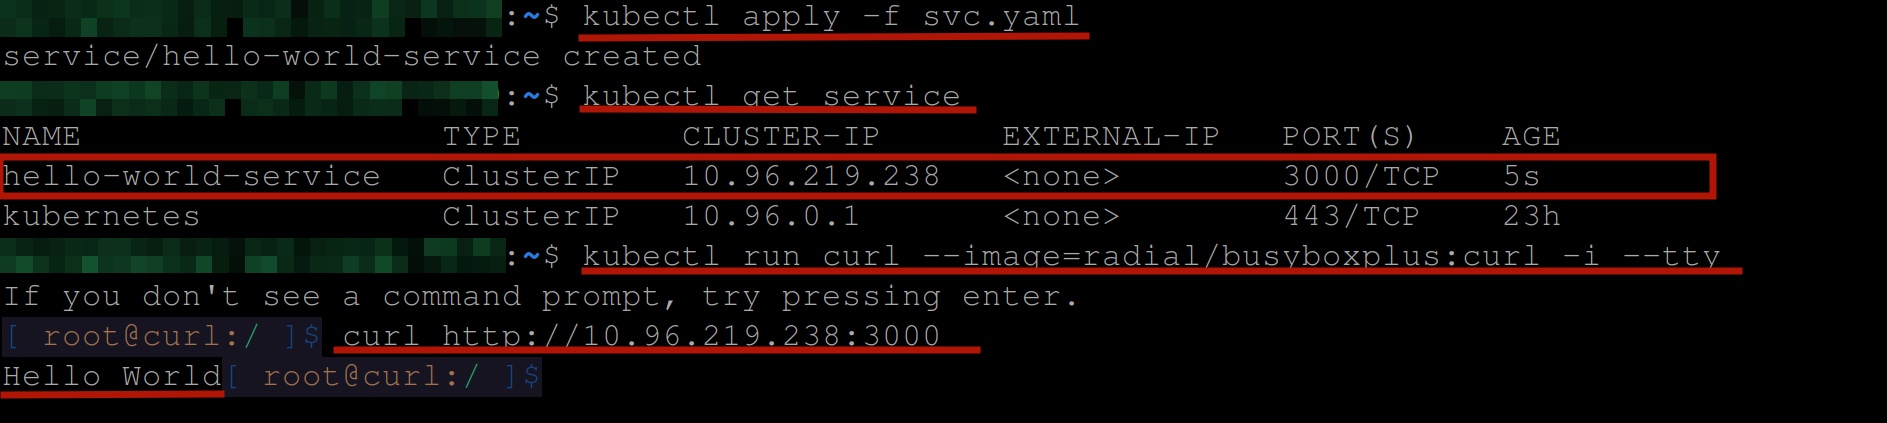 :~$ kubectl apply -f svc.yaml
service/hello-world-service created
:~$ kubectl get service
NAME TYPE CLUSTER-IP EXTERNAL-IP PORT(S) AGE
hello-world-service ClusterIP 10.96.219.238 <none> 3000/TCP 5s
kubernetes ClusterIP 10.96.0.1 <none> 443/TCP 23h
:~$ kubectl run curl --image=radial/busyboxplus:curl -i --tty
If you don't see a command prompt, try pressing enter.
[ root@curl:/ ]$ curl http://10.96.219.238:3000
Hello World[ root@curl:/ ]$